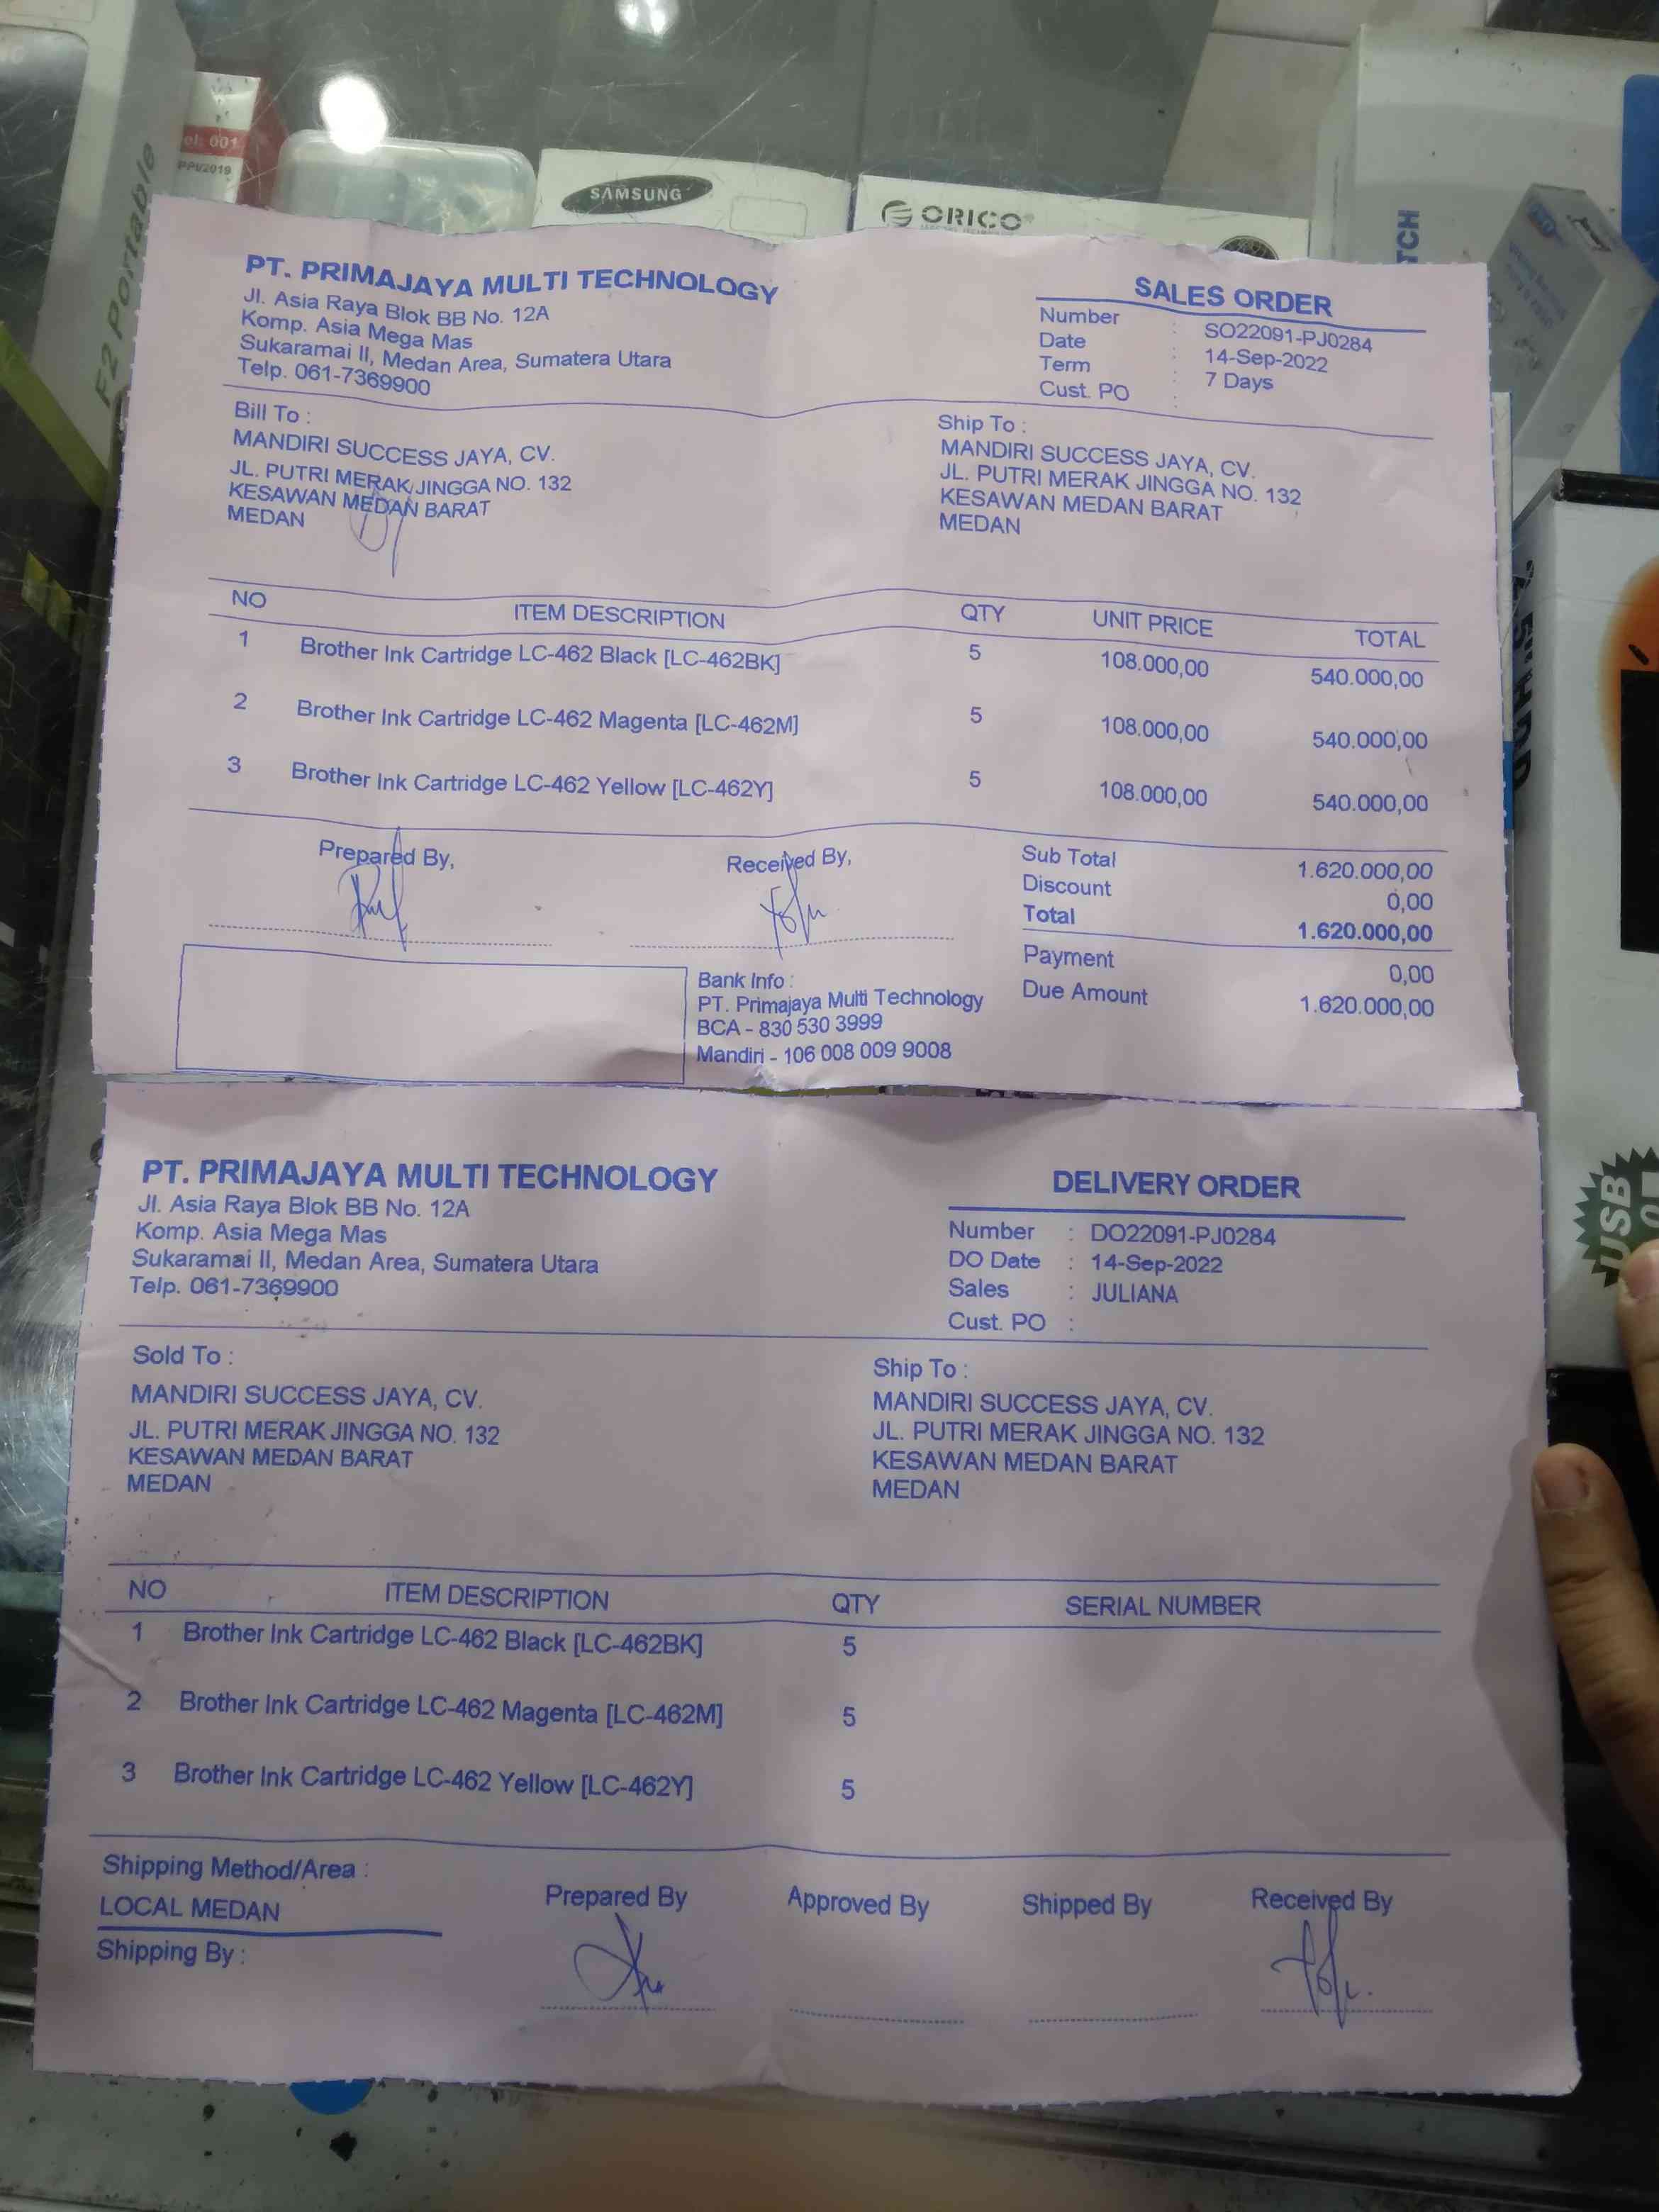 F2 Portable
el: 001
PPI/2019
SAMSUNG
ORICO
TCH
PT. PRIMAJAYA MULTI TECHNOLOGY
Jl. Asia Raya Blok BB No. 12A
Komp. Asia Mega Mas
Sukaramai II, Medan Area, Sumatera Utara
Telp. 061-7369900
SALES ORDER
Number : SO22091-PJ0284
Date : 14-Sep-2022
Term : 7 Days
Cust. PO :
Bill To :
MANDIRI SUCCESS JAYA, CV.
JL. PUTRI MERAK JINGGA NO. 132
KESAWAN MEDAN BARAT
MEDAN
Ship To :
MANDIRI SUCCESS JAYA, CV.
JL. PUTRI MERAK JINGGA NO. 132
KESAWAN MEDAN BARAT
MEDAN
NO ITEM DESCRIPTION QTY UNIT PRICE TOTAL
1 Brother Ink Cartridge LC-462 Black [LC-462BK] 5 108.000,00 540.000,00
2 Brother Ink Cartridge LC-462 Magenta [LC-462M] 5 108.000,00 540.000,00
3 Brother Ink Cartridge LC-462 Yellow [LC-462Y] 5 108.000,00 540.000,00
Prepared By,
Received By,
Sub Total 1.620.000,00
Discount 0,00
Total 1.620.000,00
Payment 0,00
Due Amount 1.620.000,00
Bank Info :
PT. Primajaya Multi Technology
BCA - 830 530 3999
Mandiri - 106 008 009 9008
PT. PRIMAJAYA MULTI TECHNOLOGY
Jl. Asia Raya Blok BB No. 12A
Komp. Asia Mega Mas
Sukaramai II, Medan Area, Sumatera Utara
Telp. 061-7369900
DELIVERY ORDER
Number : DO22091-PJ0284
DO Date : 14-Sep-2022
Sales : JULIANA
Cust. PO :
Sold To :
MANDIRI SUCCESS JAYA, CV.
JL. PUTRI MERAK JINGGA NO. 132
KESAWAN MEDAN BARAT
MEDAN
Ship To :
MANDIRI SUCCESS JAYA, CV.
JL. PUTRI MERAK JINGGA NO. 132
KESAWAN MEDAN BARAT
MEDAN
NO ITEM DESCRIPTION QTY SERIAL NUMBER
1 Brother Ink Cartridge LC-462 Black [LC-462BK] 5
2 Brother Ink Cartridge LC-462 Magenta [LC-462M] 5
3 Brother Ink Cartridge LC-462 Yellow [LC-462Y] 5
Shipping Method/Area :
LOCAL MEDAN
Shipping By :
Prepared By
Approved By
Shipped By
Received By
USB